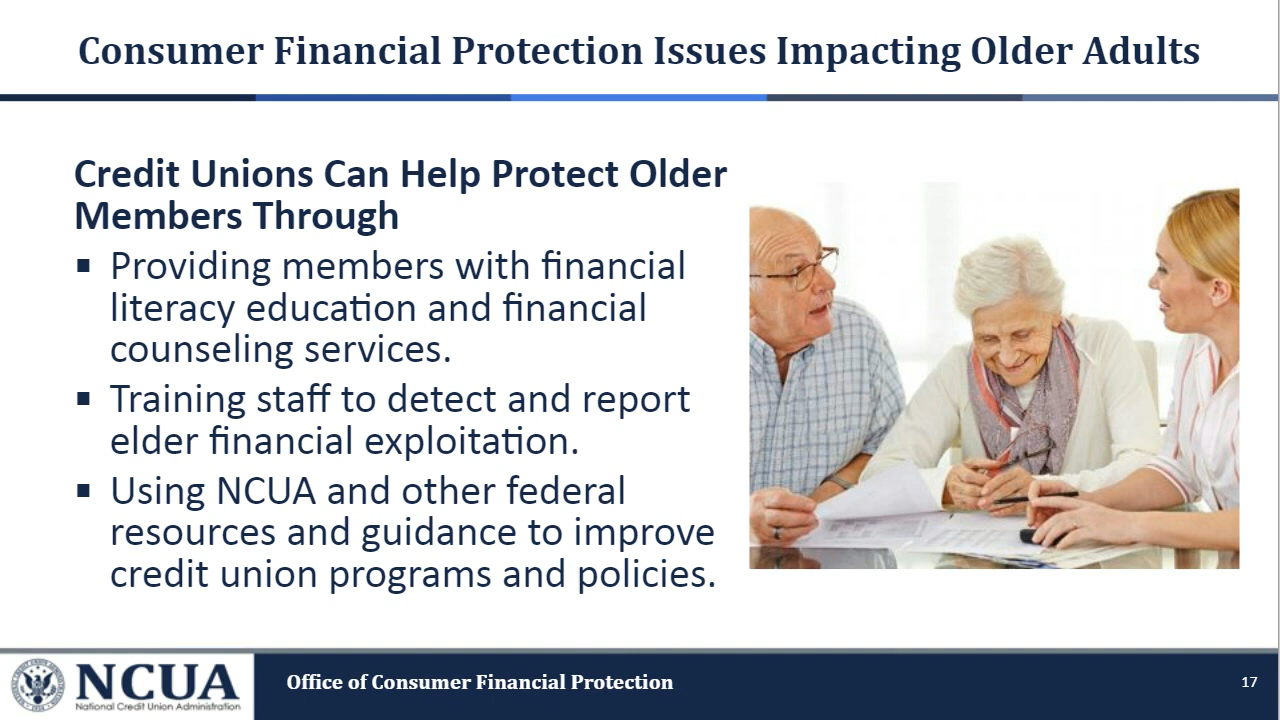 Consumer Financial Protection Issues Impacting Older Adults
Credit Unions Can Help Protect Older
Members Through
▪ Providing members with financial
literacy education and financial
counseling services.
▪ Training staff to detect and report
elder financial exploitation.
▪ Using NCUA and other federal
resources and guidance to improve
credit union programs and policies.
NCUA
National Credit Union Administration
Office of Consumer Financial Protection
17